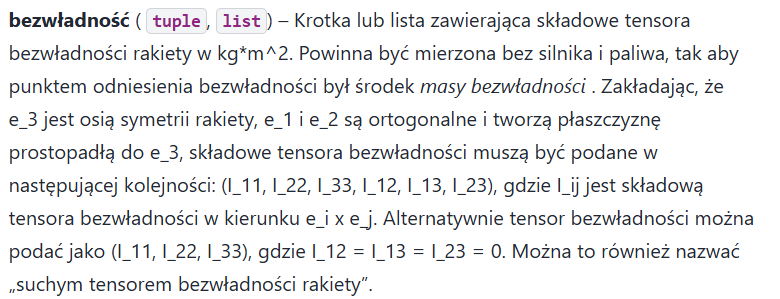 bezwładność ( tuple, list) – Krotka lub lista zawierająca składowe tensora
bezwładności rakiety w kg*m^2. Powinna być mierzona bez silnika i paliwa, tak aby
punktem odniesienia bezwładności był środek masy bezwładności . Zakładając, że
e_3 jest osią symetrii rakiety, e_1 i e_2 są ortogonalne i tworzą płaszczyznę
prostopadłą do e_3, składowe tensora bezwładności muszą być podane w
następującej kolejności: (I_11, I_22, I_33, I_12, I_13, I_23), gdzie I_ij jest składową
tensora bezwładności w kierunku e_i x e_j. Alternatywnie tensor bezwładności można
podać jako (I_11, I_22, I_33), gdzie I_12 = I_13 = I_23 = 0. Można to również nazwać
„suchym tensorem bezwładności rakiety”.